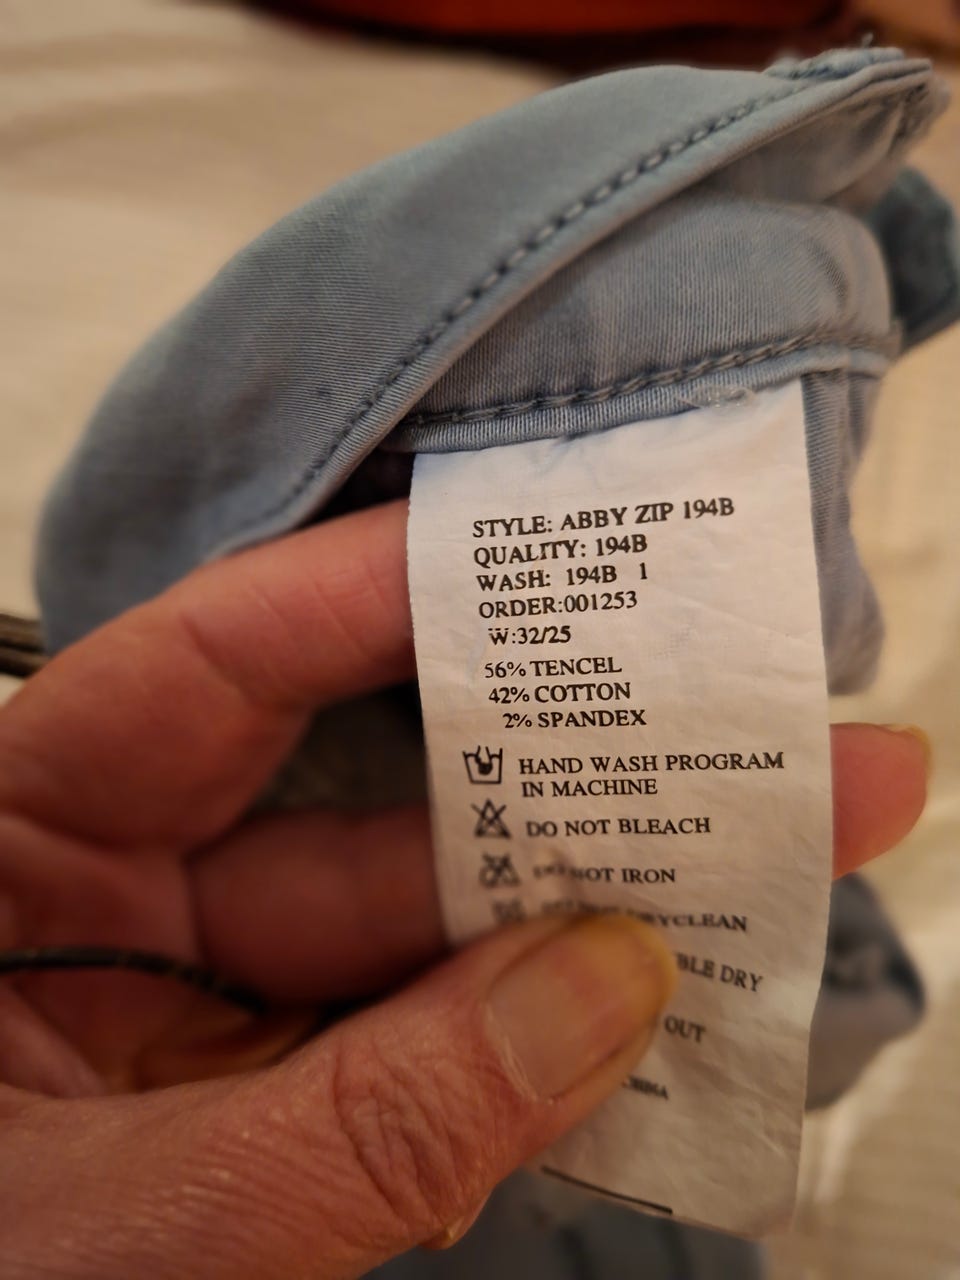 STYLE: ABBY ZIP 194B
QUALITY: 194B
WASH: 194B 1
ORDER:001253
W:32/25
56% TENCEL
42% COTTON
2% SPANDEX
HAND WASH PROGRAM
IN MACHINE
DO NOT BLEACH
DO NOT IRON
DRYCLEAN
DRY
OUT